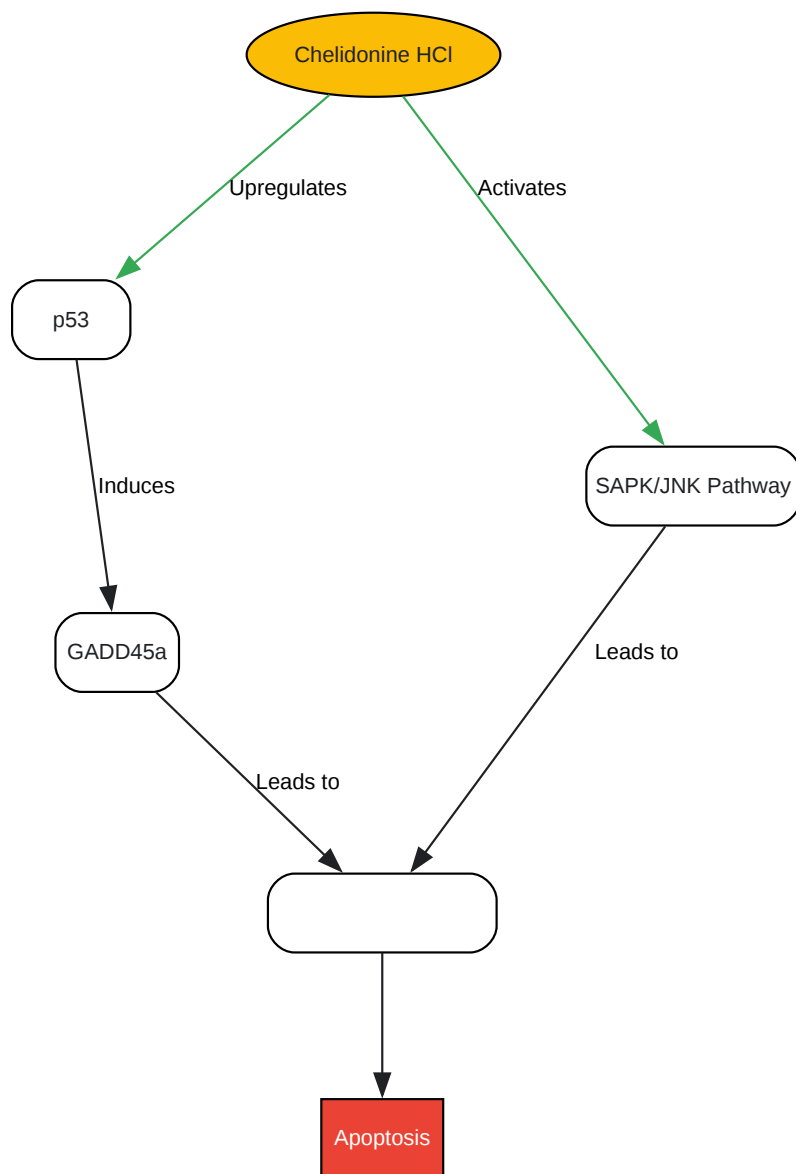 Chelidonine HCl
Upregulates
Activates
p53
Induces
SAPK/JNK Pathway
GADD45a
Leads to
Leads to
Apoptosis